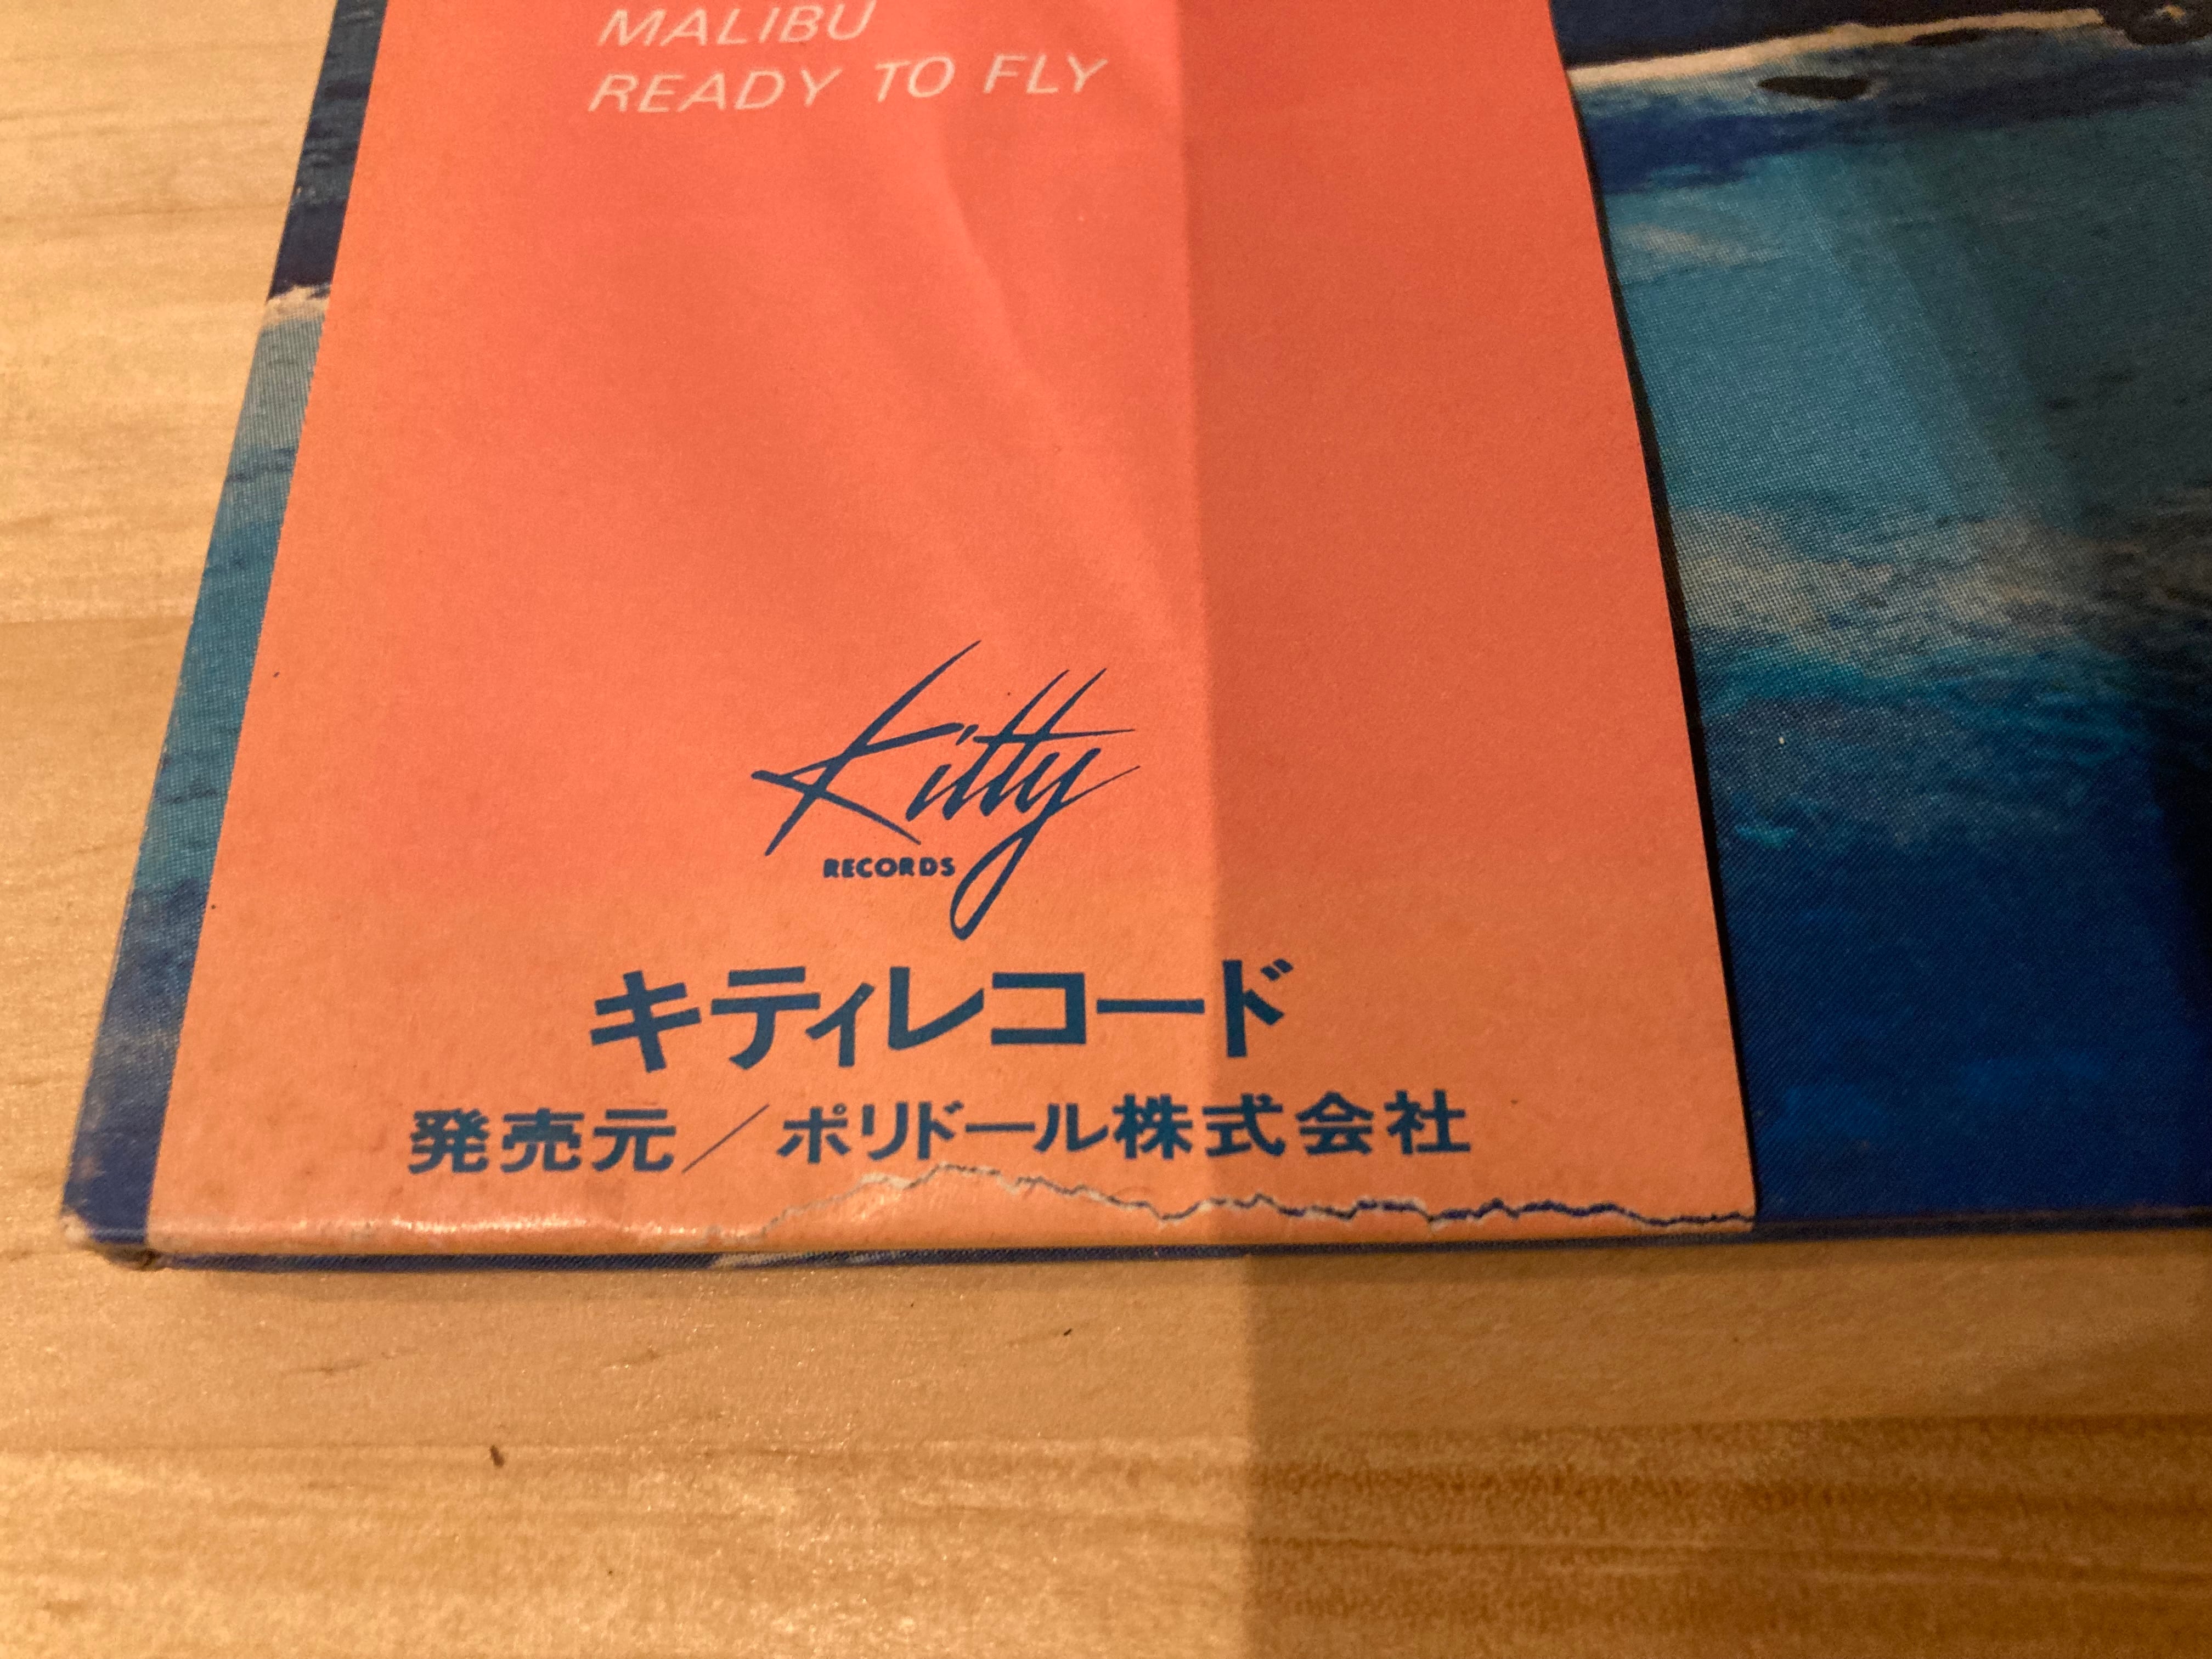 MALIBU
READY TO FLY
Kitty
RECORDS
キティレコード
発売元／ポリドール株式会社